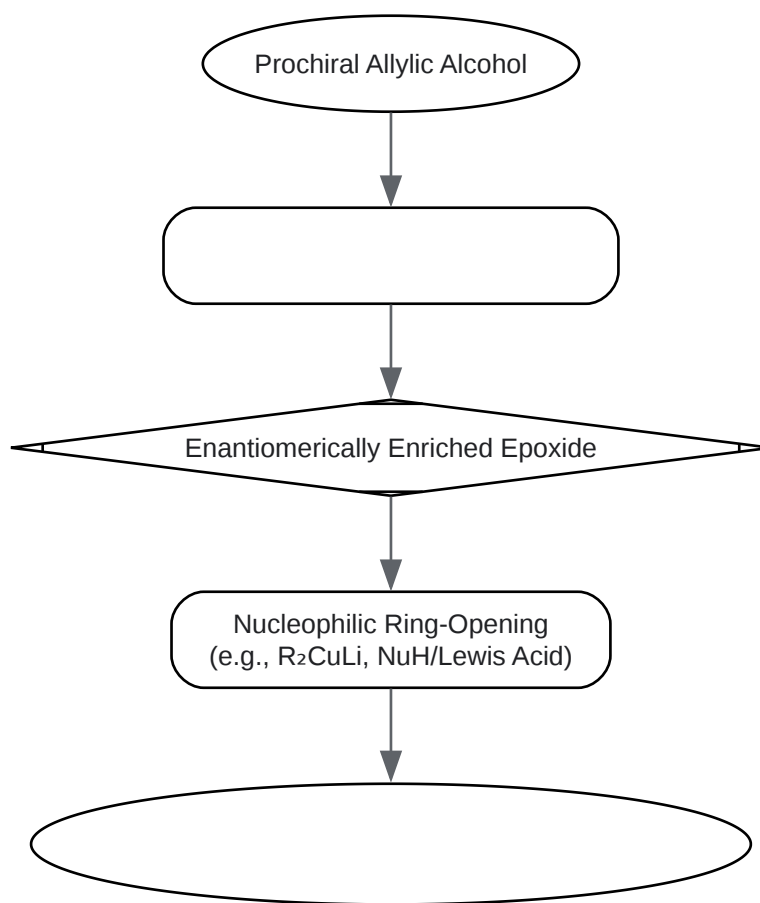 Prochiral Allylic Alcohol
Enantiomerically Enriched Epoxide
Nucleophilic Ring-Opening
(e.g., R₂CuLi, NuH/Lewis Acid)